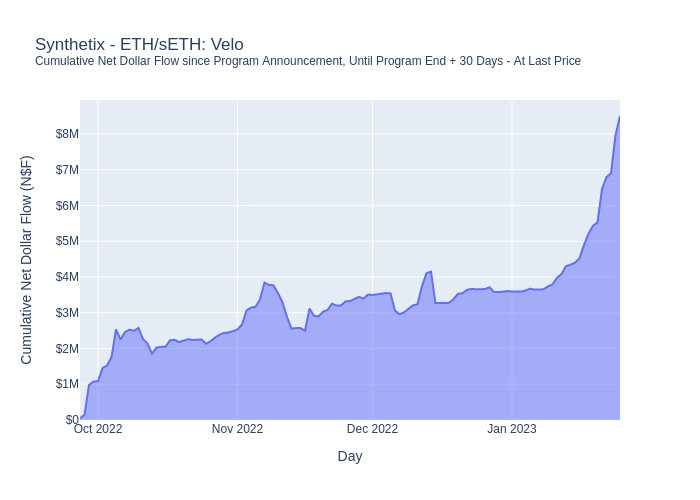 Synthetix - ETH/sETH: Velo
Cumulative Net Dollar Flow since Program Announcement, Until Program End + 30 Days - At Last Price
Cumulative Net Dollar Flow (N$F)
$8M
$7M
$6M
$5M
$4M
$3M
$2M
$1M
$0
Oct 2022
Nov 2022
Dec 2022
Jan 2023
Day